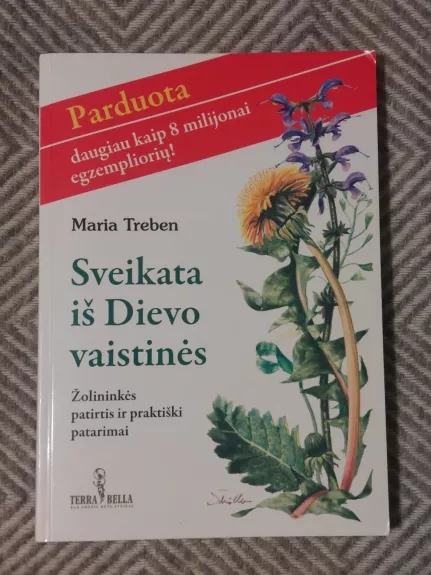 Parduota
daugiau kaip 8 milijonai
egzempliorių!
Maria Treben
Sveikata
iš Dievo
vaistinės
Žolininkės
patirtis ir praktiški
patarimai
TERRA BELLA